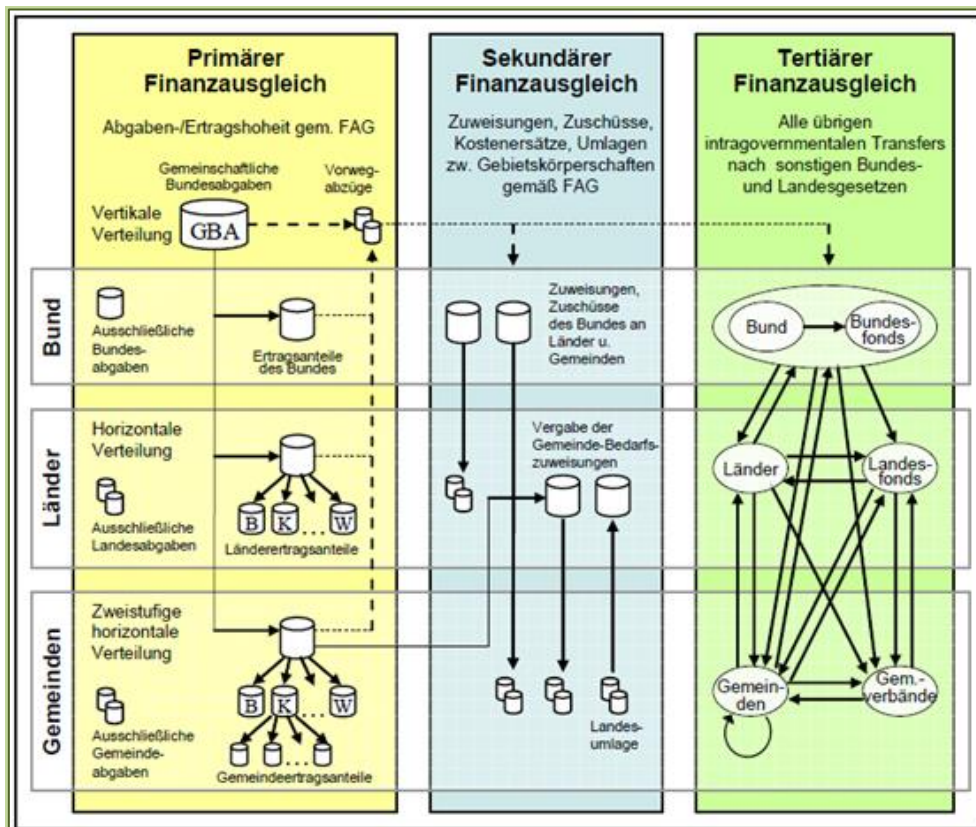 Primärer
Finanzausgleich
Abgaben-/Ertragshoheit gem. FAG
Gemeinschaftliche
Bundesabgaben
Vorweg-
abzüge
Vertikale
Verteilung
GBA
Sekundärer
Finanzausgleich
Zuweisungen, Zuschüsse,
Kostenersätze, Umlagen
zw. Gebietskörperschaften
gemäß FAG
Tertiärer
Finanzausgleich
Alle übrigen
intragovernmentalen Transfers
nach sonstigen Bundes-
und Landesgesetzen
Bund
Ausschließliche
Bundes-
abgaben
Ertragsanteile
des Bundes
Zuweisungen,
Zuschüsse
des Bundes an
Länder u.
Gemeinden
Bund
Bundes-
fonds
Länder
Horizontale
Verteilung
Ausschließliche
Landesabgaben
B K .... W
Länderertragsanteile
Vergabe der
Gemeinde-Bedarfs-
zuweisungen
Länder
Landes-
fonds
Gemeinden
Zweistufige
horizontale
Verteilung
Ausschließliche
Gemeinde-
abgaben
B K .... W
...
Gemeindeertragsanteile
Landes-
umlage
Gemein-
den
Gem.-
verbände